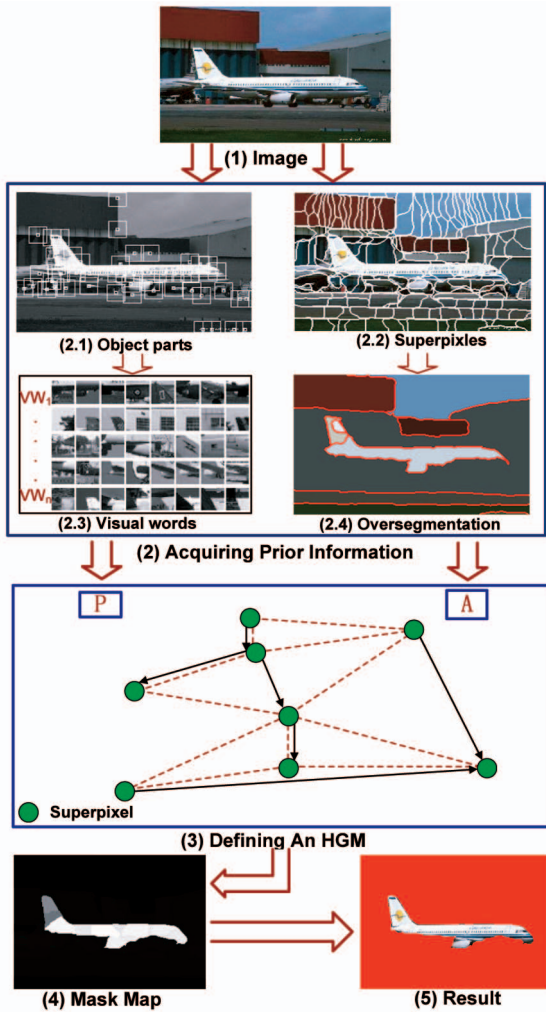 (1) Image
(2.1) Object parts
(2.2) Superpixles
VW1
VWn
(2.3) Visual words
(2.4) Oversegmentation
(2) Acquiring Prior Information
P
A
Superpixel
(3) Defining An HGM
(4) Mask Map
(5) Result